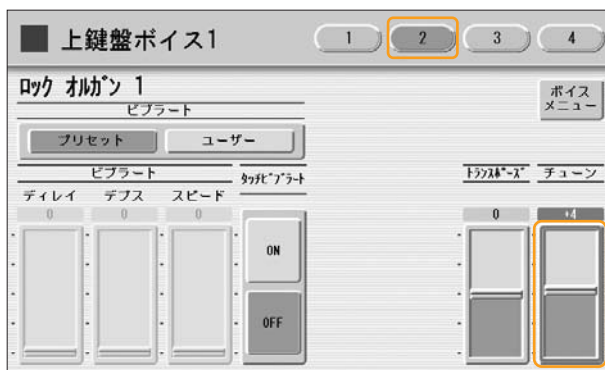 上鍵盤ボイス1
1 2 3 4
ロック オルガン 1
ボイス
メニュー
ビブラート
プリセット ユーザー
ビブラート タッチビブラート トランスポーズ チューン
ディレイ デプス スピード
0 0 0 0 +4
ON
OFF